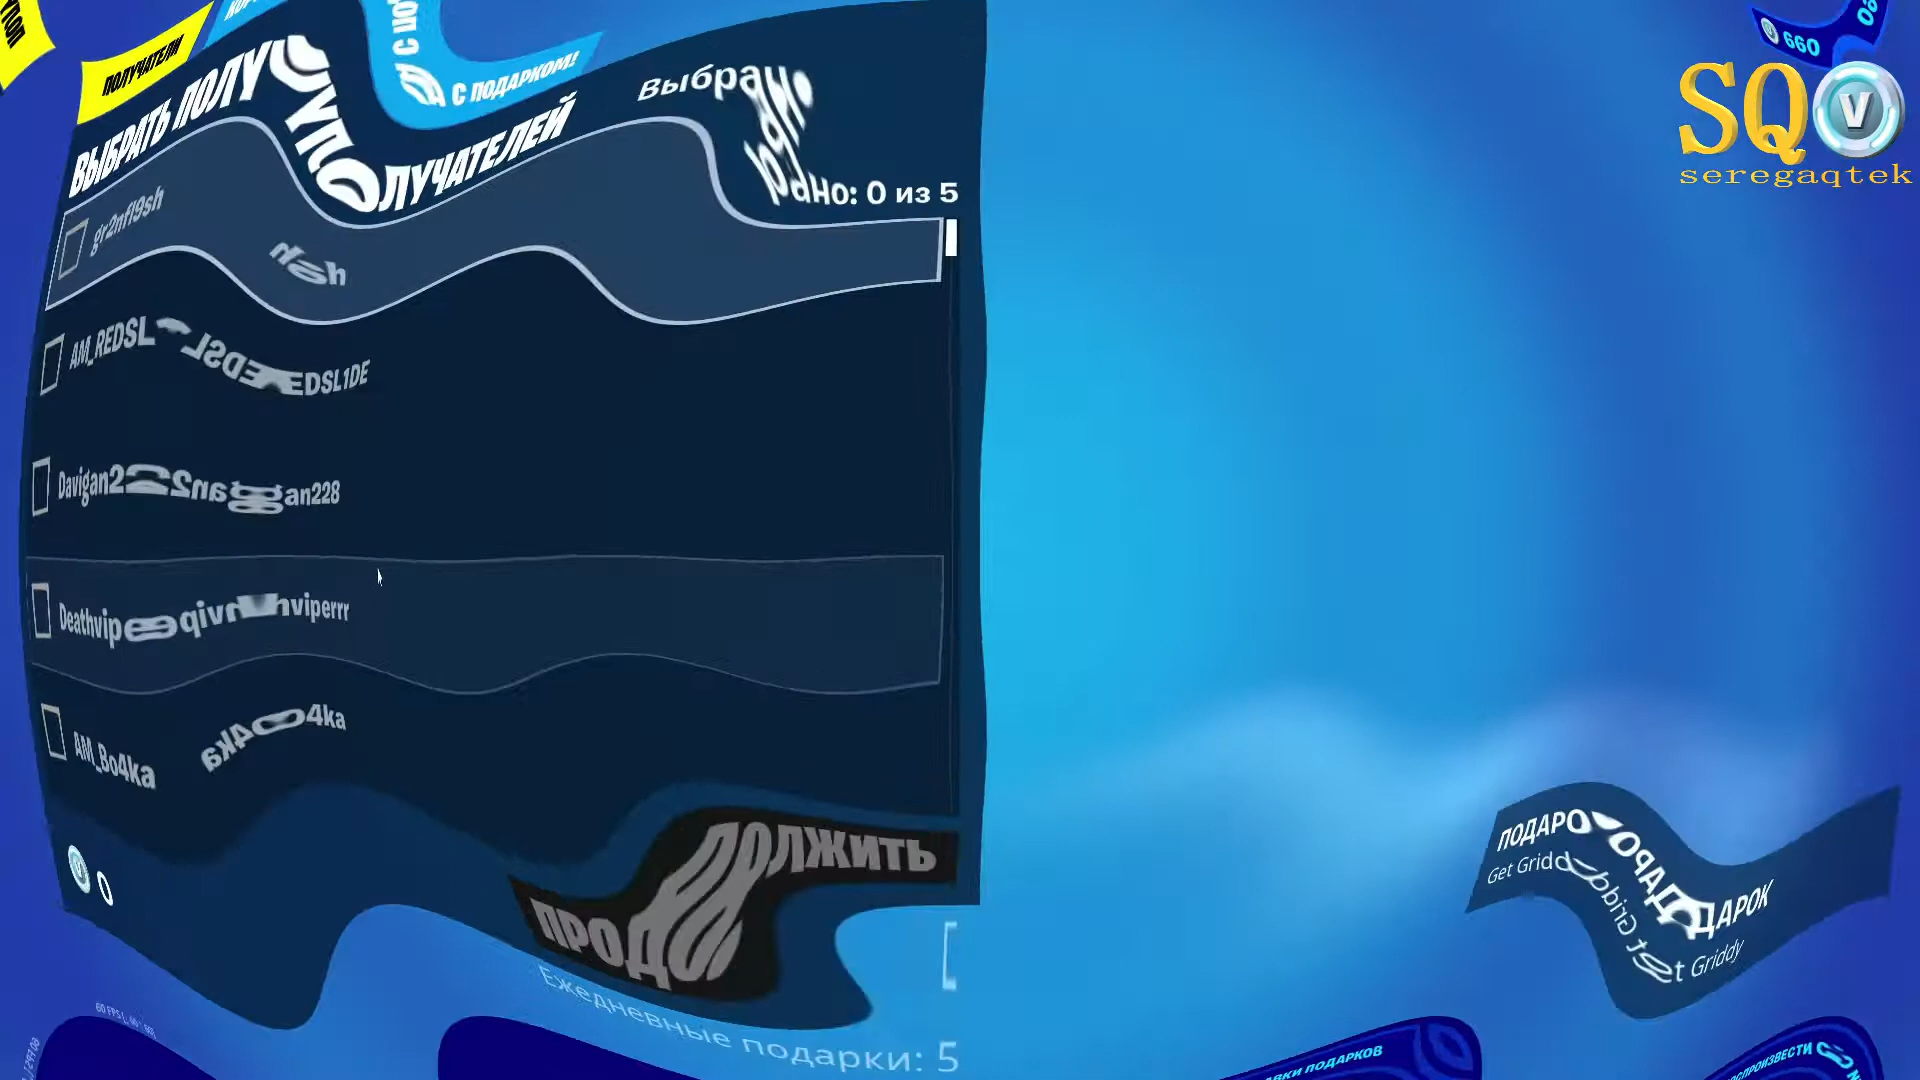 ПОЛУЧАТЕЛИ
С ПОДАРКОМ!
660
SQ V
seregaqtek
ВЫБРАТЬ ПОЛУЧАТЕЛЕЙ
Выбрано: 0 из 5
gr2nfl9sh
AM_REDSL1DE
Davigan228
Deathviperrr
AM_Bo4ka
0
ПРОДОЛЖИТЬ
Ежедневные подарки: 5
ПОДАРОК
Get Griddy
ПОДАРКОВ